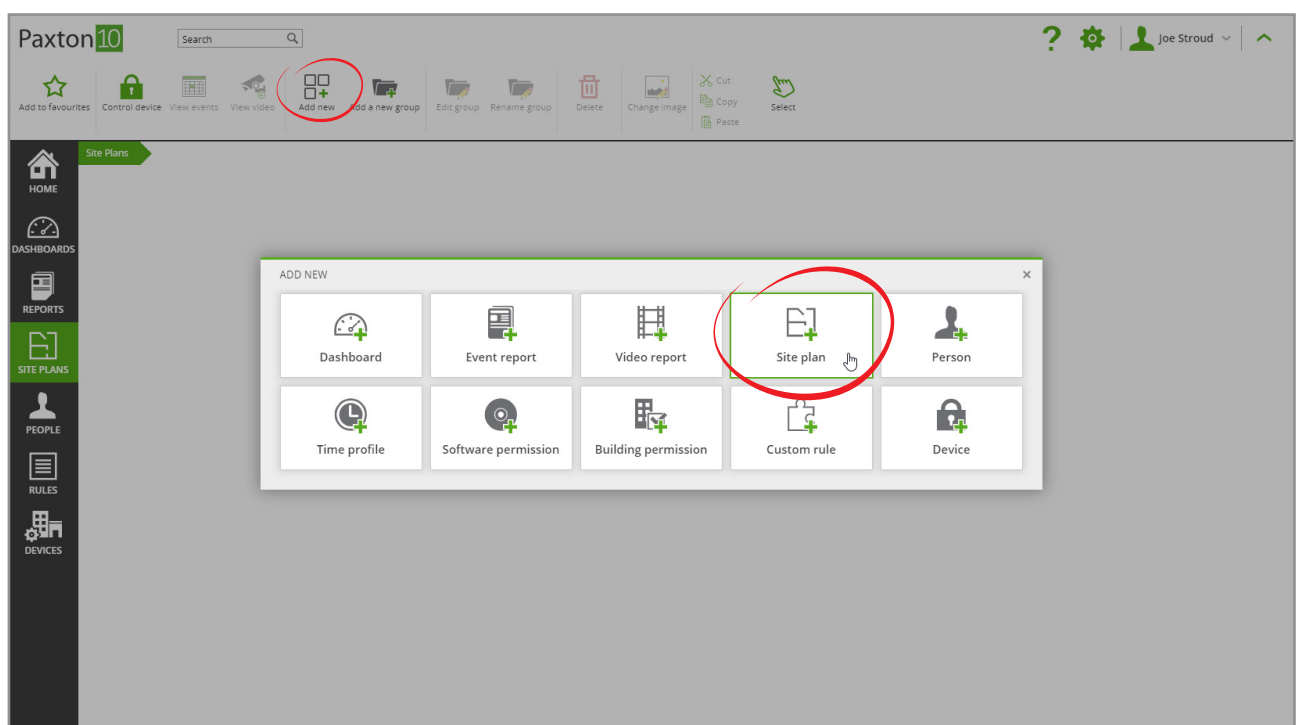 Paxton10
Search
Joe Stroud
Add to favourites
Control device
View events
View video
Add new
Add a new group
Edit group
Rename group
Delete
Change image
Cut
Copy
Paste
Select
HOME
DASHBOARDS
REPORTS
SITE PLANS
PEOPLE
RULES
DEVICES
Site Plans
ADD NEW
Dashboard
Event report
Video report
Site plan
Person
Time profile
Software permission
Building permission
Custom rule
Device